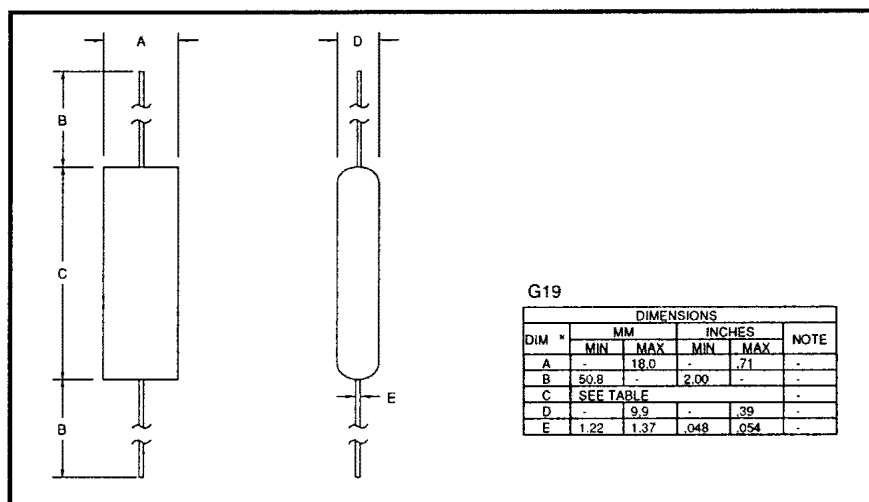 A
D
B
C
B
E
G19
DIMENSIONS
DIM MM INCHES NOTE
MIN MAX MIN MAX
A - 18.0 - .71 -
B 50.8 - 2.00 - -
C SEE TABLE -
D - 9.9 - .39 -
E 1.22 1.37 .048 .054 -